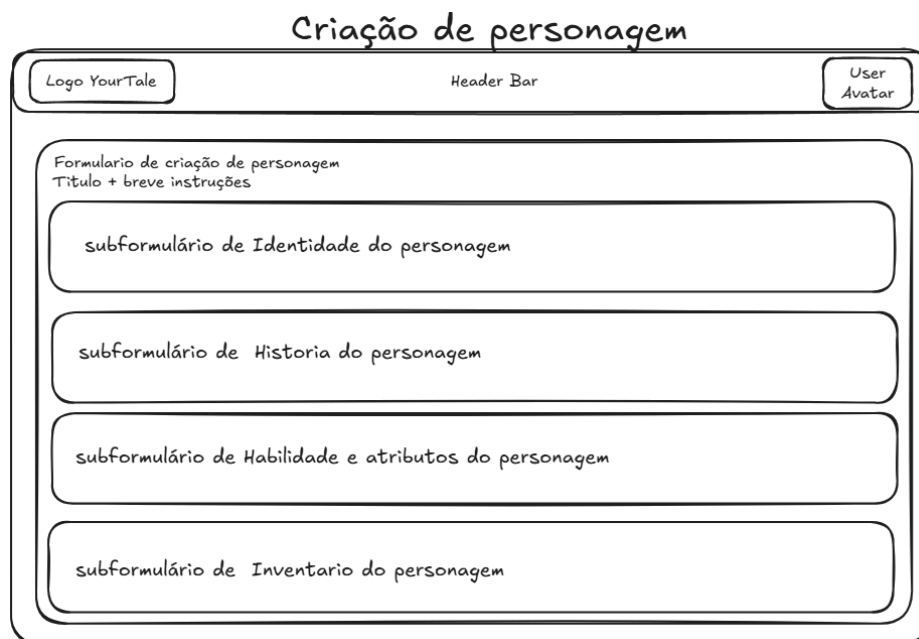 Criação de personagem
Logo YourTale
Header Bar
User
Avatar
Formulario de criação de personagem
Titulo + breve instruções
subformulário de Identidade do personagem
subformulário de Historia do personagem
subformulário de Habilidade e atributos do personagem
subformulário de Inventario do personagem